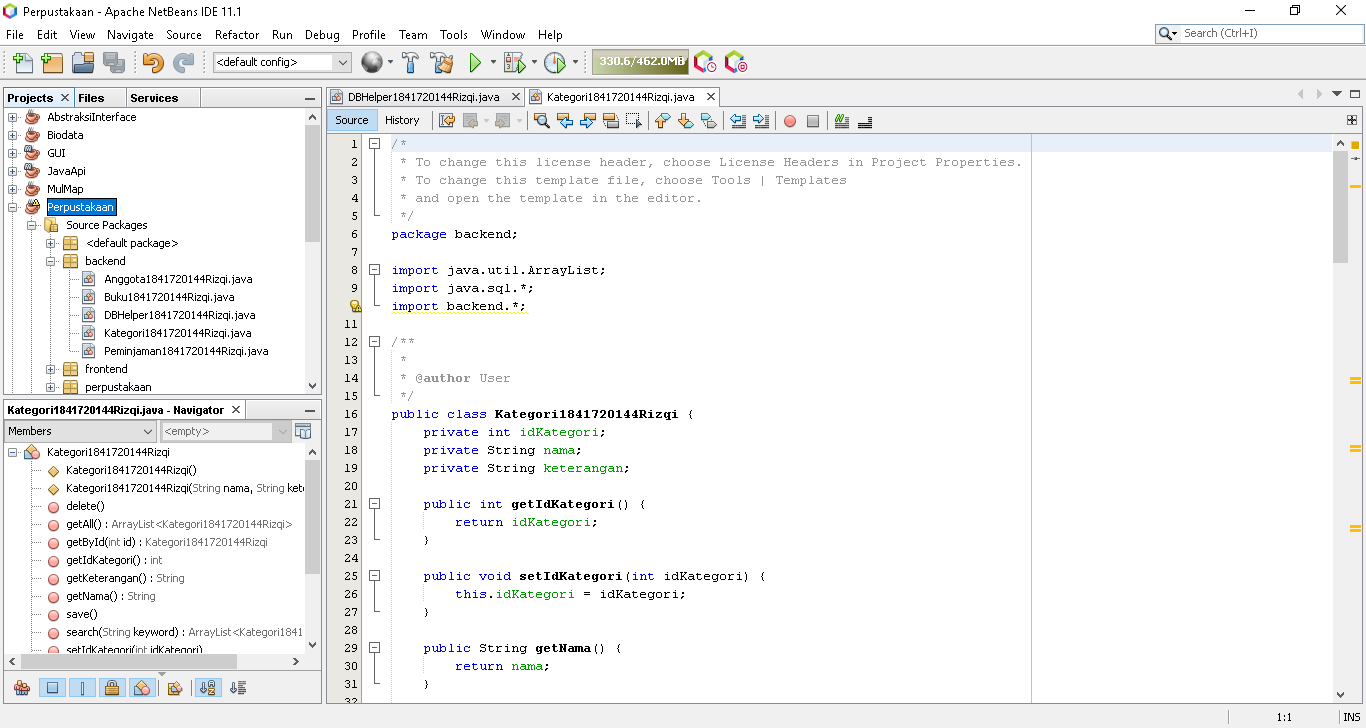 Perpustakaan - Apache NetBeans IDE 11.1
File Edit View Navigate Source Refactor Run Debug Profile Team Tools Window Help
Search (Ctrl+I)
<default config>
330.6/462.0MB
Projects Files Services
AbstraksiInterface
Biodata
GUI
JavaApi
MulMap
Perpustakaan
Source Packages
<default package>
backend
Anggota1841720144Rizqi.java
Buku1841720144Rizqi.java
DBHelper1841720144Rizqi.java
Kategori1841720144Rizqi.java
Peminjaman1841720144Rizqi.java
frontend
perpustakaan
Kategori1841720144Rizqi.java - Navigator
Members
<empty>
Kategori1841720144Rizqi
Kategori1841720144Rizqi()
Kategori1841720144Rizqi(String nama, String kete
delete()
getAll() : ArrayList<Kategori1841720144Rizqi>
getById(int id) : Kategori1841720144Rizqi
getIdKategori() : int
getKeterangan() : String
getNama() : String
save()
search(String keyword) : ArrayList<Kategori1841
setIdKategori(int idKategori)
DBHelper1841720144Rizqi.java
Kategori1841720144Rizqi.java
Source History
1 /*
2 * To change this license header, choose License Headers in Project Properties.
3 * To change this template file, choose Tools | Templates
4 * and open the template in the editor.
5 */
6 package backend;
7
8 import java.util.ArrayList;
9 import java.sql.*;
import backend.*;
11
12 /**
13 *
14 * @author User
15 */
16 public class Kategori1841720144Rizqi {
17 private int idKategori;
18 private String nama;
19 private String keterangan;
20
21 public int getIdKategori() {
22 return idKategori;
23 }
24
25 public void setIdKategori(int idKategori) {
26 this.idKategori = idKategori;
27 }
28
29 public String getNama() {
30 return nama;
31 }
32
1:1
INS